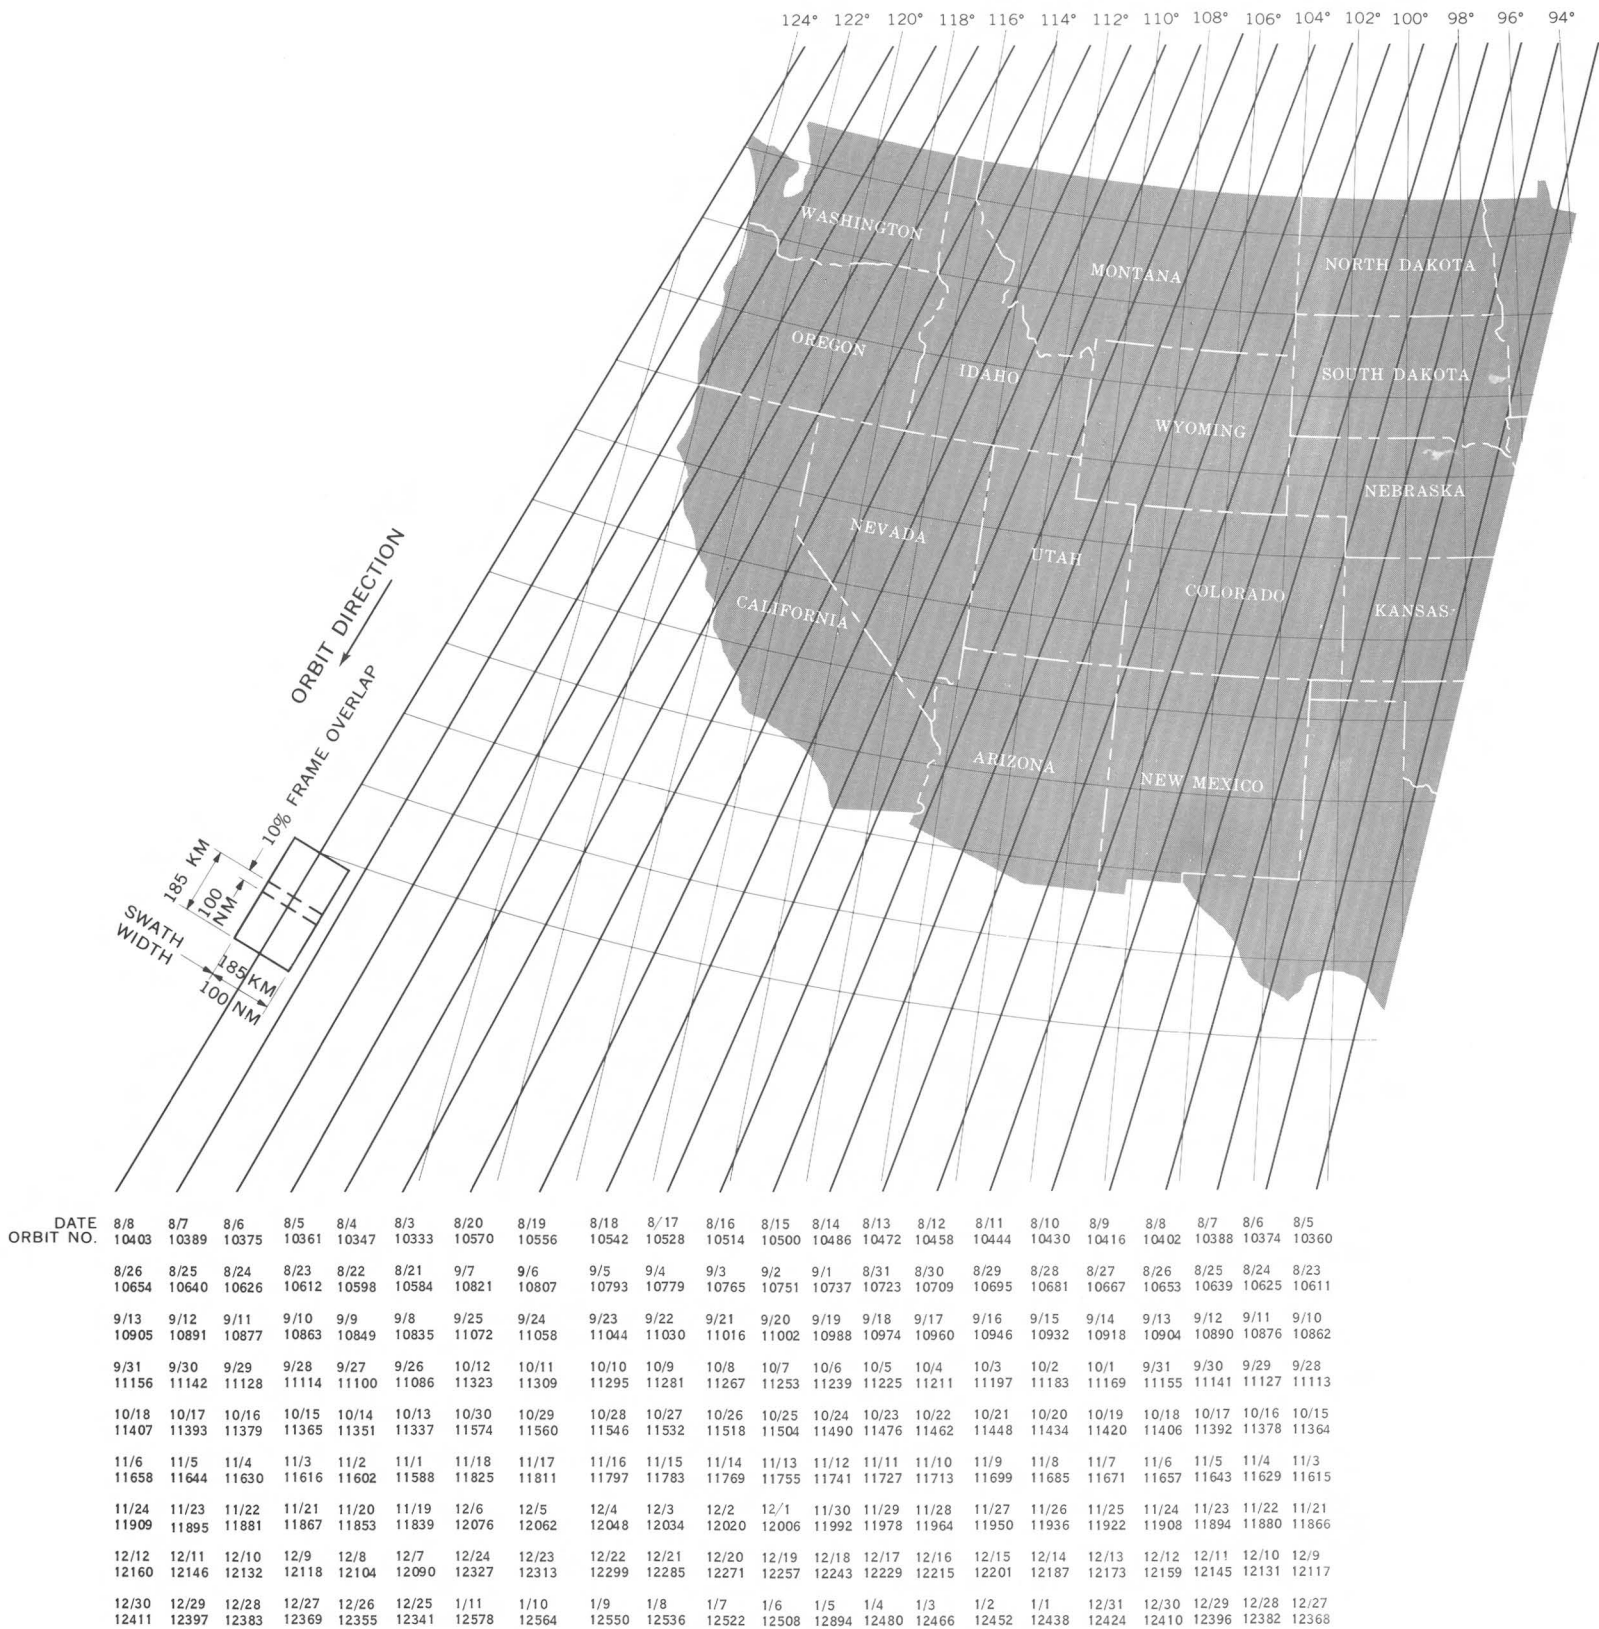 124° 122° 120° 118° 116° 114° 112° 110° 108° 106° 104° 102° 100° 98° 96° 94°
WASHINGTON
MONTANA
NORTH DAKOTA
OREGON
IDAHO
SOUTH DAKOTA
WYOMING
NEBRASKA
NEVADA
UTAH
COLORADO
KANSAS
CALIFORNIA
ARIZONA
NEW MEXICO
ORBIT DIRECTION
10% FRAME OVERLAP
185 KM
100
NM
SWATH
WIDTH
185 KM
100 NM
DATE 8/8 8/7 8/6 8/5 8/4 8/3 8/20 8/19 8/18 8/17 8/16 8/15 8/14 8/13 8/12 8/11 8/10 8/9 8/8 8/7 8/6 8/5
ORBIT NO. 10403 10389 10375 10361 10347 10333 10570 10556 10542 10528 10514 10500 10486 10472 10458 10444 10430 10416 10402 10388 10374 10360
8/26 8/25 8/24 8/23 8/22 8/21 9/7 9/6 9/5 9/4 9/3 9/2 9/1 8/31 8/30 8/29 8/28 8/27 8/26 8/25 8/24 8/23
10654 10640 10626 10612 10598 10584 10821 10807 10793 10779 10765 10751 10737 10723 10709 10695 10681 10667 10653 10639 10625 10611
9/13 9/12 9/11 9/10 9/9 9/8 9/25 9/24 9/23 9/22 9/21 9/20 9/19 9/18 9/17 9/16 9/15 9/14 9/13 9/12 9/11 9/10
10905 10891 10877 10863 10849 10835 11072 11058 11044 11030 11016 11002 10988 10974 10960 10946 10932 10918 10904 10890 10876 10862
9/31 9/30 9/29 9/28 9/27 9/26 10/12 10/11 10/10 10/9 10/8 10/7 10/6 10/5 10/4 10/3 10/2 10/1 9/31 9/30 9/29 9/28
11156 11142 11128 11114 11100 11086 11323 11309 11295 11281 11267 11253 11239 11225 11211 11197 11183 11169 11155 11141 11127 11113
10/18 10/17 10/16 10/15 10/14 10/13 10/30 10/29 10/28 10/27 10/26 10/25 10/24 10/23 10/22 10/21 10/20 10/19 10/18 10/17 10/16 10/15
11407 11393 11379 11365 11351 11337 11574 11560 11546 11532 11518 11504 11490 11476 11462 11448 11434 11420 11406 11392 11378 11364
11/6 11/5 11/4 11/3 11/2 11/1 11/18 11/17 11/16 11/15 11/14 11/13 11/12 11/11 11/10 11/9 11/8 11/7 11/6 11/5 11/4 11/3
11658 11644 11630 11616 11602 11588 11825 11811 11797 11783 11769 11755 11741 11727 11713 11699 11685 11671 11657 11643 11629 11615
11/24 11/23 11/22 11/21 11/20 11/19 12/6 12/5 12/4 12/3 12/2 12/1 11/30 11/29 11/28 11/27 11/26 11/25 11/24 11/23 11/22 11/21
11909 11895 11881 11867 11853 11839 12076 12062 12048 12034 12020 12006 11992 11978 11964 11950 11936 11922 11908 11894 11880 11866
12/12 12/11 12/10 12/9 12/8 12/7 12/24 12/23 12/22 12/21 12/20 12/19 12/18 12/17 12/16 12/15 12/14 12/13 12/12 12/11 12/10 12/9
12160 12146 12132 12118 12104 12090 12327 12313 12299 12285 12271 12257 12243 12229 12215 12201 12187 12173 12159 12145 12131 12117
12/30 12/29 12/28 12/27 12/26 12/25 1/11 1/10 1/9 1/8 1/7 1/6 1/5 1/4 1/3 1/2 1/1 12/31 12/30 12/29 12/28 12/27
12411 12397 12383 12369 12355 12341 12578 12564 12550 12536 12522 12508 12894 12480 12466 12452 12438 12424 12410 12396 12382 12368